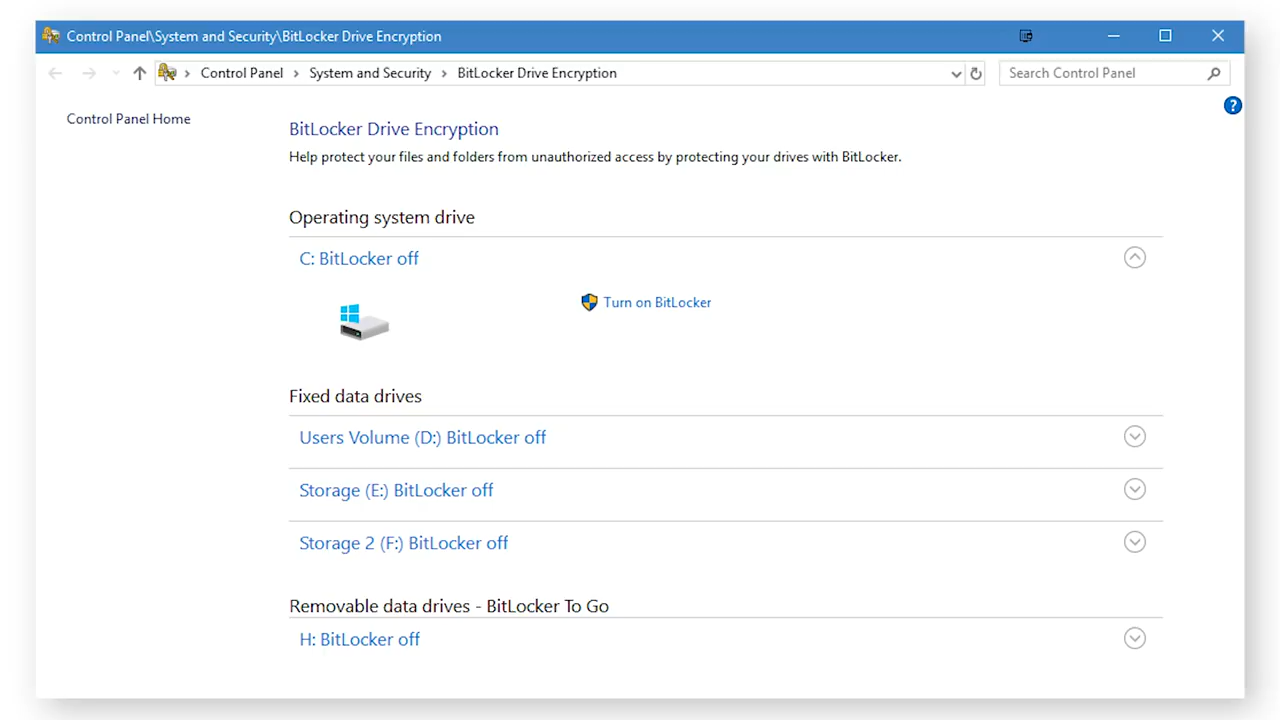 Control Panel\System and Security\BitLocker Drive Encryption
Control Panel > System and Security > BitLocker Drive Encryption
Search Control Panel
?
Control Panel Home
BitLocker Drive Encryption
Help protect your files and folders from unauthorized access by protecting your drives with BitLocker.
Operating system drive
C: BitLocker off
Turn on BitLocker
Fixed data drives
Users Volume (D:) BitLocker off
Storage (E:) BitLocker off
Storage 2 (F:) BitLocker off
Removable data drives - BitLocker To Go
H: BitLocker off